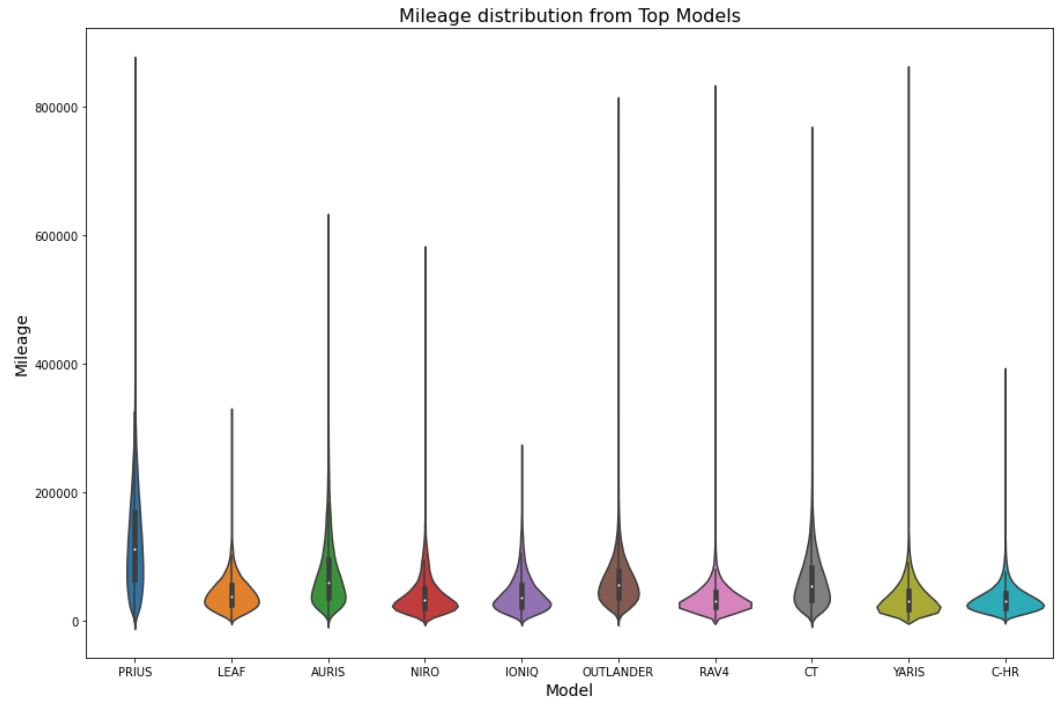 Mileage distribution from Top Models
800000
600000
400000
200000
0
Mileage
PRIUS LEAF AURIS NIRO IONIQ OUTLANDER RAV4 CT YARIS C-HR
Model